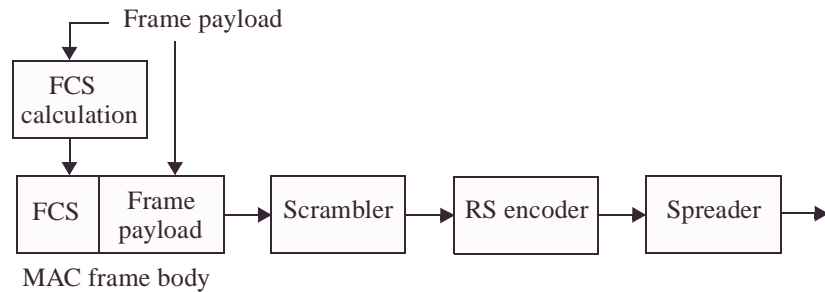 Frame payload
FCS
calculation
FCS
Frame
payload
Scrambler
RS encoder
Spreader
MAC frame body